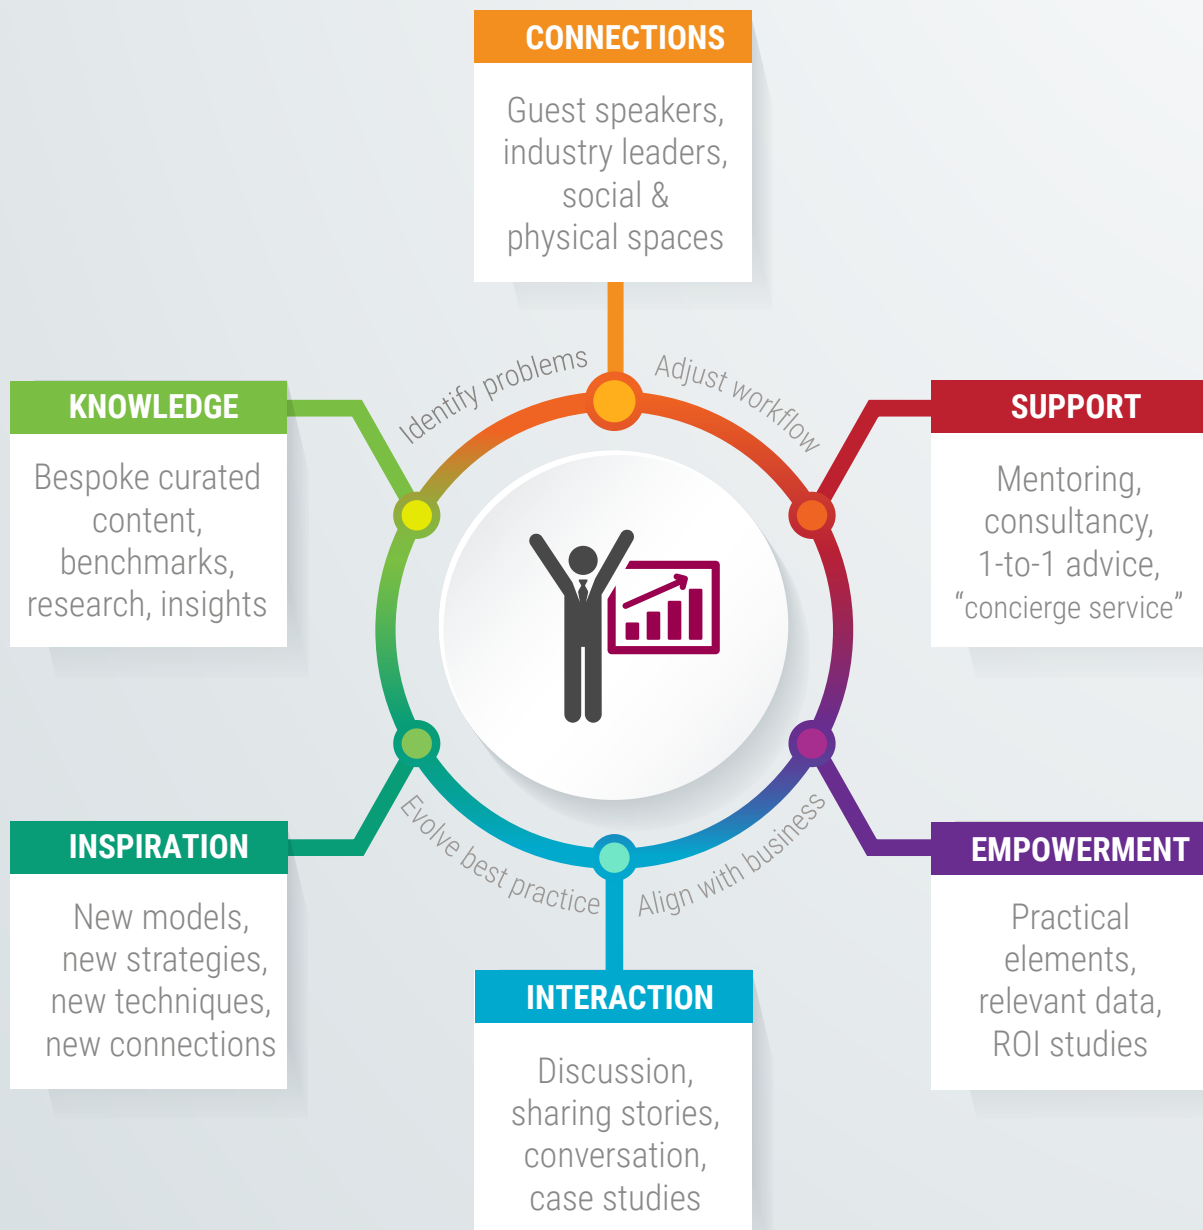 CONNECTIONS
Guest speakers,
industry leaders,
social &
physical spaces
Identify problems
Adjust workflow
KNOWLEDGE
Bespoke curated
content,
benchmarks,
research, insights
SUPPORT
Mentoring,
consultancy,
1-to-1 advice,
“concierge service”
INSPIRATION
New models,
new strategies,
new techniques,
new connections
Evolve best practice
Align with business
EMPOWERMENT
Practical
elements,
relevant data,
ROI studies
INTERACTION
Discussion,
sharing stories,
conversation,
case studies